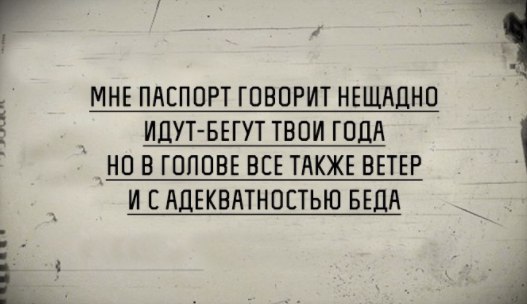 МНЕ ПАСПОРТ ГОВОРИТ НЕЩАДНО
ИДУТ-БЕГУТ ТВОИ ГОДА
НО В ГОЛОВЕ ВСЕ ТАКЖЕ ВЕТЕР
И С АДЕКВАТНОСТЬЮ БЕДА